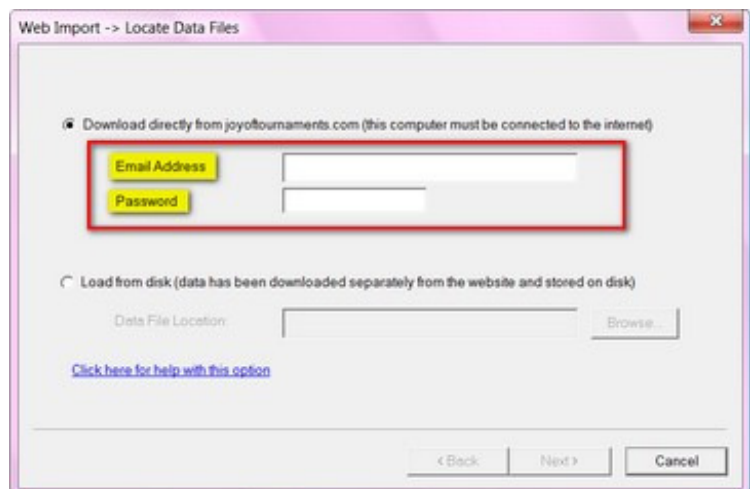 Web Import -> Locate Data Files
Download directly from joyoftournaments.com (this computer must be connected to the internet)
Email Address
Password
Load from disk (data has been downloaded separately from the website and stored on disk)
Data File Location:
Browse...
Click here for help with this option
< Back
Next >
Cancel